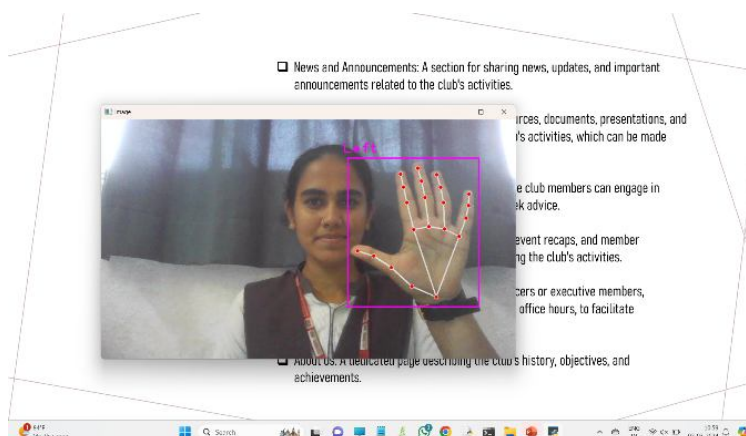 News and Announcements: A section for sharing news, updates, and important
announcements related to the club's activities.
Image
documents, presentations, and
activities, which can be made
Left
club members can engage in
advice.
event recaps, and member
the club's activities.
or executive members,
office hours, to facilitate
About Us: A dedicated page describing the club's history, objectives, and
achievements.
Search
ENG